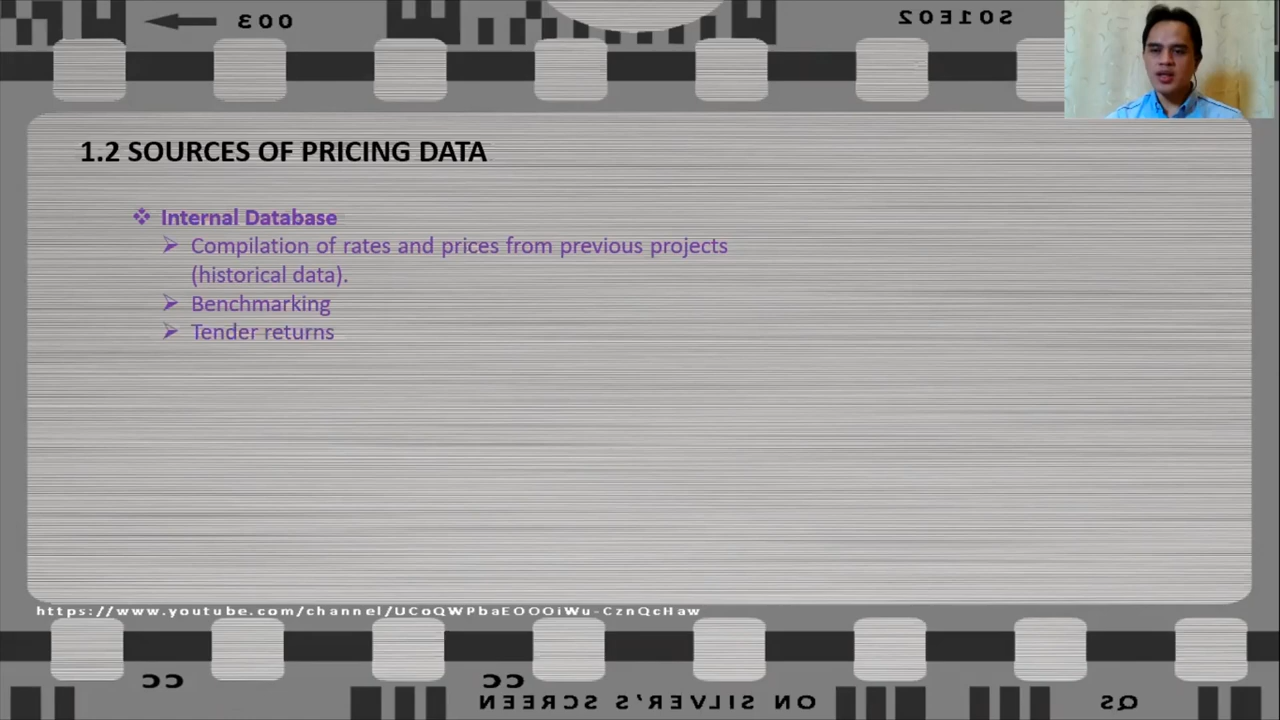 003
S01E02
1.2 SOURCES OF PRICING DATA
Internal Database
Compilation of rates and prices from previous projects
(historical data).
Benchmarking
Tender returns
https://www.youtube.com/channel/UCoQWPbaEOOOiWu-CznQcHaw
CC
CC
ON SILVER'S SCREEN
QS